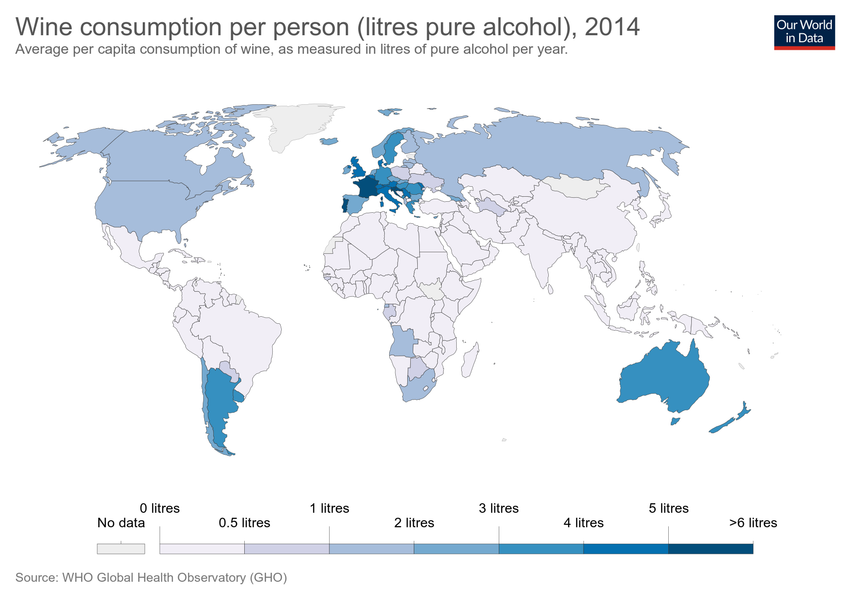 Wine consumption per person (litres pure alcohol), 2014
Average per capita consumption of wine, as measured in litres of pure alcohol per year.
Our World
in Data
0 litres
1 litres
3 litres
5 litres
No data
0.5 litres
2 litres
4 litres
>6 litres
Source: WHO Global Health Observatory (GHO)